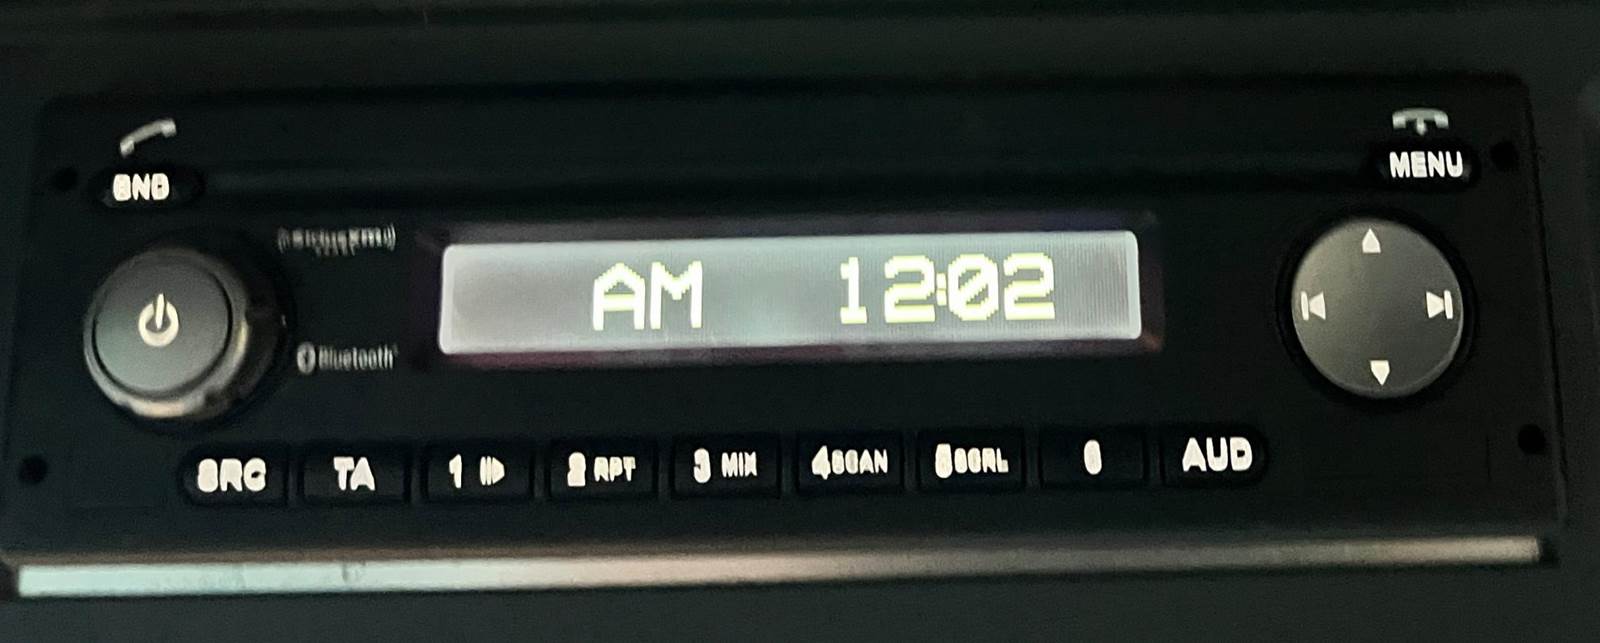 BND
MENU
((SiriusXM))
AM 12:02
Bluetooth®
SRC TA 1 2 RPT 3 MIX 4 SCAN 5 SCRL 6 AUD